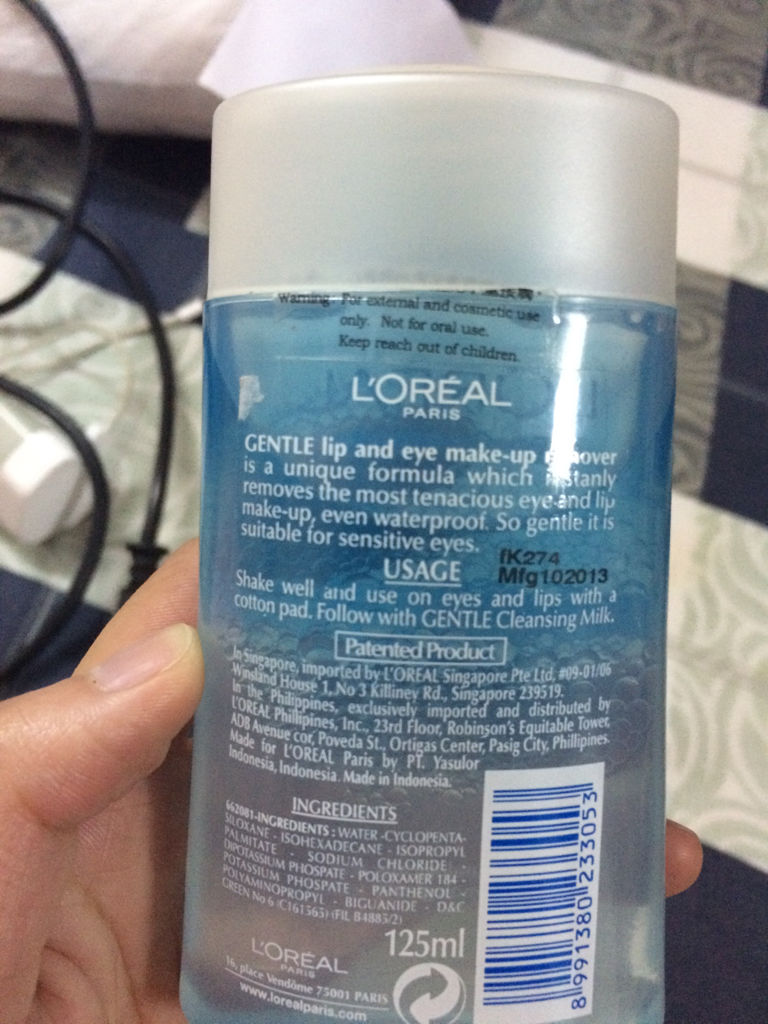 Warning: For external and cosmetic use
only. Not for oral use.
Keep reach out of children.
L'ORÉAL
PARIS
GENTLE lip and eye make-up
is a unique formula which
removes the most tenacious eye and lip
make-up, even waterproof. So gentle it is
suitable for sensitive eyes.
fK274
Mfg102013
USAGE
Shake well and use on eyes and lips with a
cotton pad. Follow with GENTLE Cleansing Milk.
Patented Product
In Singapore, imported by L'OREAL Singapore Pte Ltd, #09-01/06
Winsland House 1, No 3 Killiney Rd., Singapore 239519.
In the Philippines, exclusively imported and distributed by
L'OREAL Phillipines, Inc., 23rd Floor, Robinson's Equitable Tower,
ADB Avenue cor, Poveda St., Ortigas Center, Pasig City, Phillipines.
Made for L'OREAL Paris by PT. Yasulor
Indonesia, Indonesia. Made in Indonesia.
INGREDIENTS
662081-INGREDIENTS : WATER - CYCLOPENTA-
SILOXANE - ISOHEXADECANE - ISOPROPYL
PALMITATE - SODIUM CHLORIDE -
DIPOTASSIUM PHOSPHATE - POLOXAMER 184 -
POTASSIUM PHOSPHATE - PANTHENOL -
POLYAMINOPROPYL - BIGUANIDE - D&C
GREEN No 6 (C161565) (FIL B4885/2)
L'ORÉAL
PARIS
125ml
16, place Vendôme 75001 PARIS
www.lorealparis.com
8 991380 233053